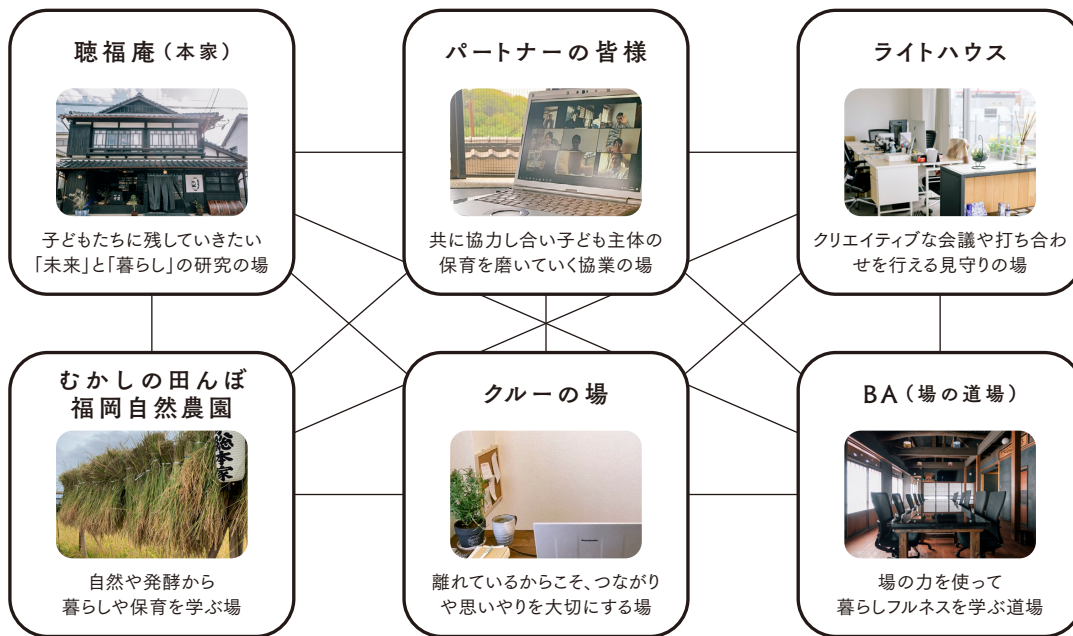 聴福庵（本家）
子どもたちに残していきたい
「未来」と「暮らし」の研究の場
パートナーの皆様
共に協力し合い子ども主体の
保育を磨いていく協業の場
ライトハウス
クリエイティブな会議や打ち合わ
せを行える見守りの場
むかしの田んぼ
福岡自然農園
総本家
自然や発酵から
暮らしや保育を学ぶ場
クルーの場
離れているからこそ、つながり
や思いやりを大切にする場
BA（場の道場）
場の力を使って
暮らしフルネスを学ぶ道場